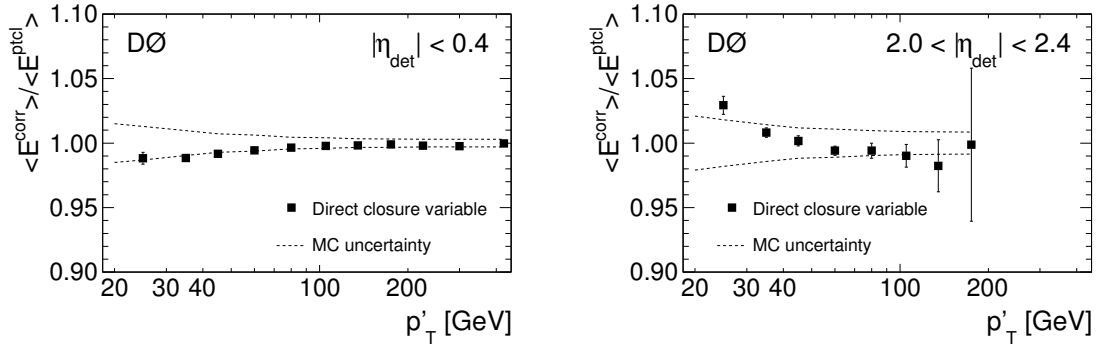 <E^corr>/<E^ptcl>
1.10
1.05
1.00
0.95
0.90
DØ
|η_det| < 0.4
Direct closure variable
MC uncertainty
20 30 40 100 200
p'_T [GeV]
<E^corr>/<E^ptcl>
1.10
1.05
1.00
0.95
0.90
DØ
2.0 < |η_det| < 2.4
Direct closure variable
MC uncertainty
20 30 40 100 200
p'_T [GeV]